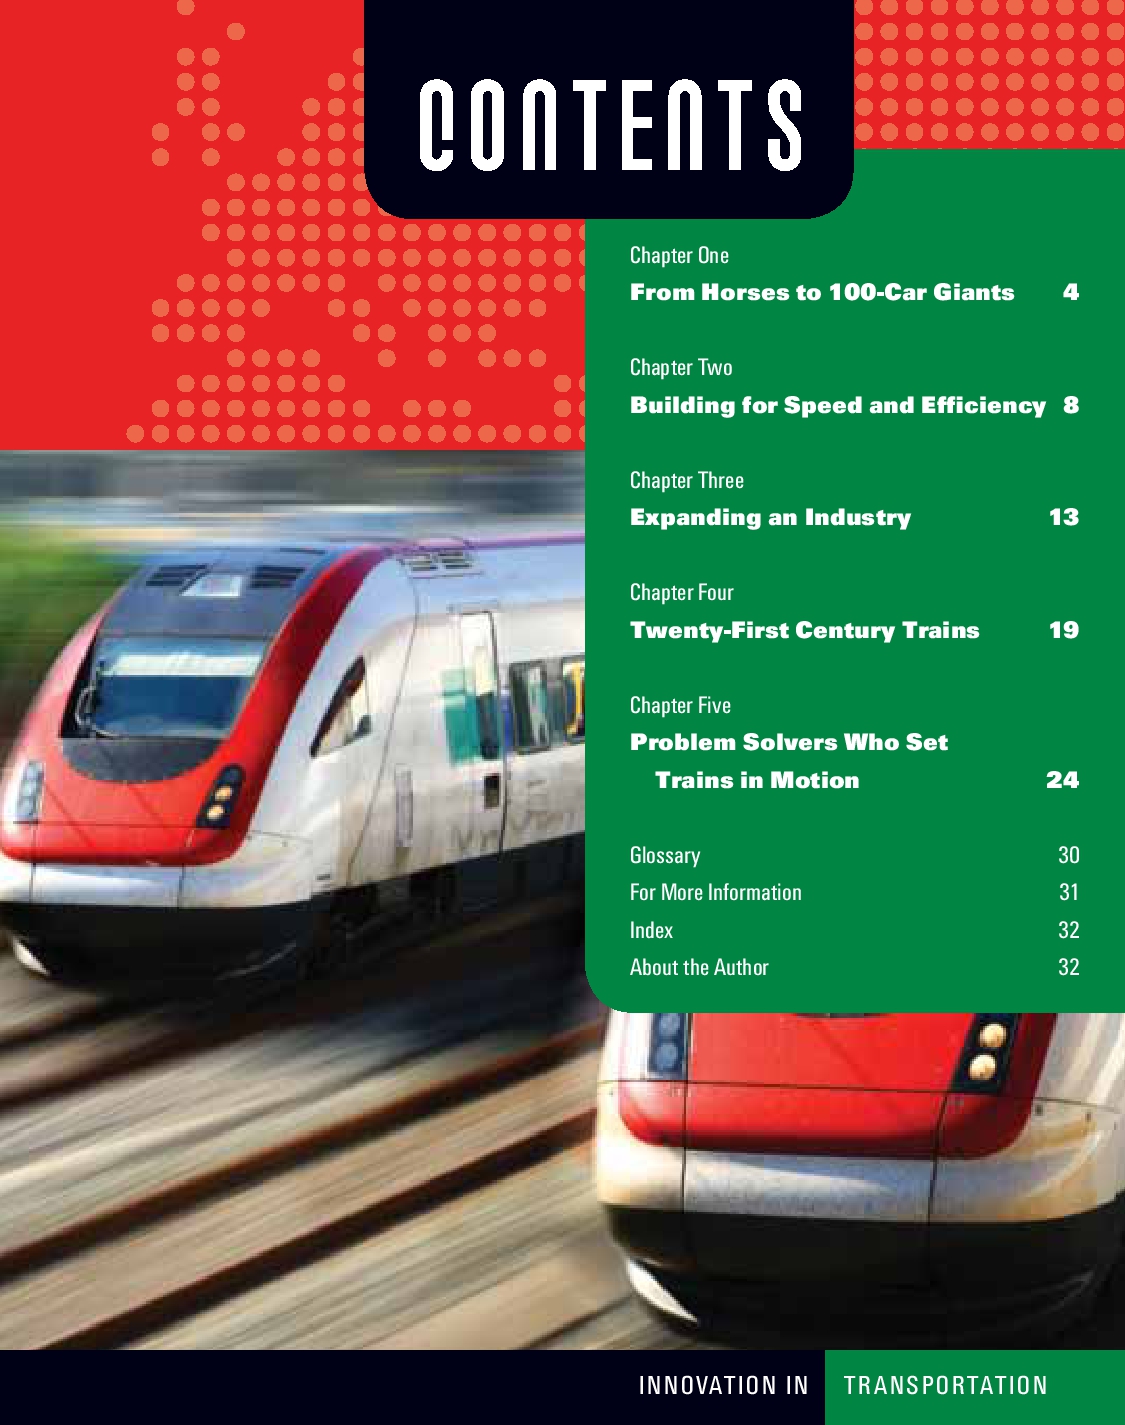 CONTENTS
Chapter One
From Horses to 100-Car Giants 4
Chapter Two
Building for Speed and Efficiency 8
Chapter Three
Expanding an Industry 13
Chapter Four
Twenty-First Century Trains 19
Chapter Five
Problem Solvers Who Set
Trains in Motion 24
Glossary 30
For More Information 31
Index 32
About the Author 32
INNOVATION IN TRANSPORTATION